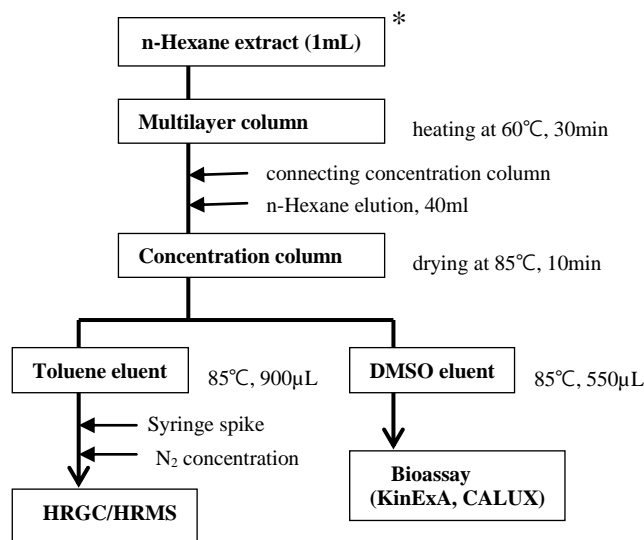 n-Hexane extract (1mL) *
Multilayer column
heating at 60℃, 30min
connecting concentration column
n-Hexane elution, 40ml
Concentration column
drying at 85℃, 10min
Toluene eluent
85℃, 900µL
DMSO eluent
85℃, 550µL
Syringe spike
N₂ concentration
Bioassay
(KinExA, CALUX)
HRGC/HRMS